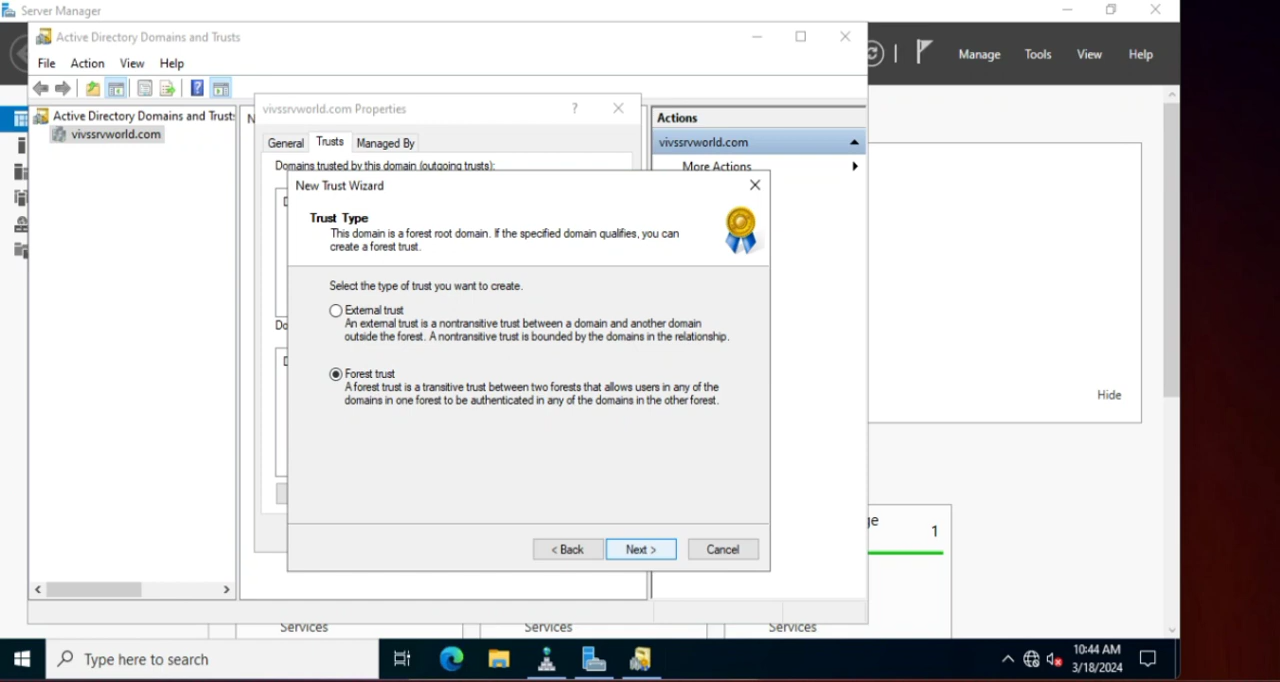 Server Manager
Active Directory Domains and Trusts
File Action View Help
Manage Tools View Help
Active Directory Domains and Trusts
vivssrvworld.com
N
vivssrvworld.com Properties ?
General Trusts Managed By
Domains trusted by this domain (outgoing trusts):
Actions
vivssrvworld.com
More Actions
New Trust Wizard
Trust Type
This domain is a forest root domain. If the specified domain qualifies, you can
create a forest trust.
Select the type of trust you want to create.
External trust
An external trust is a nontransitive trust between a domain and another domain
outside the forest. A nontransitive trust is bounded by the domains in the relationship.
Forest trust
A forest trust is a transitive trust between two forests that allows users in any of the
domains in one forest to be authenticated in any of the domains in the other forest.
Do
< Back Next > Cancel
Hide
1
Services Services Services
Type here to search
10:44 AM
3/18/2024